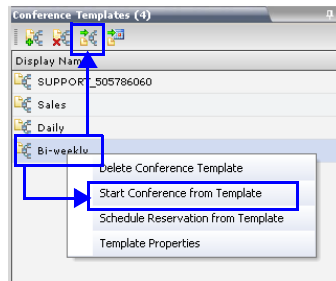 Conference Templates (4)
Display Name
SUPPORT_505786060
Sales
Daily
Bi-weekly
Delete Conference Template
Start Conference from Template
Schedule Reservation from Template
Template Properties